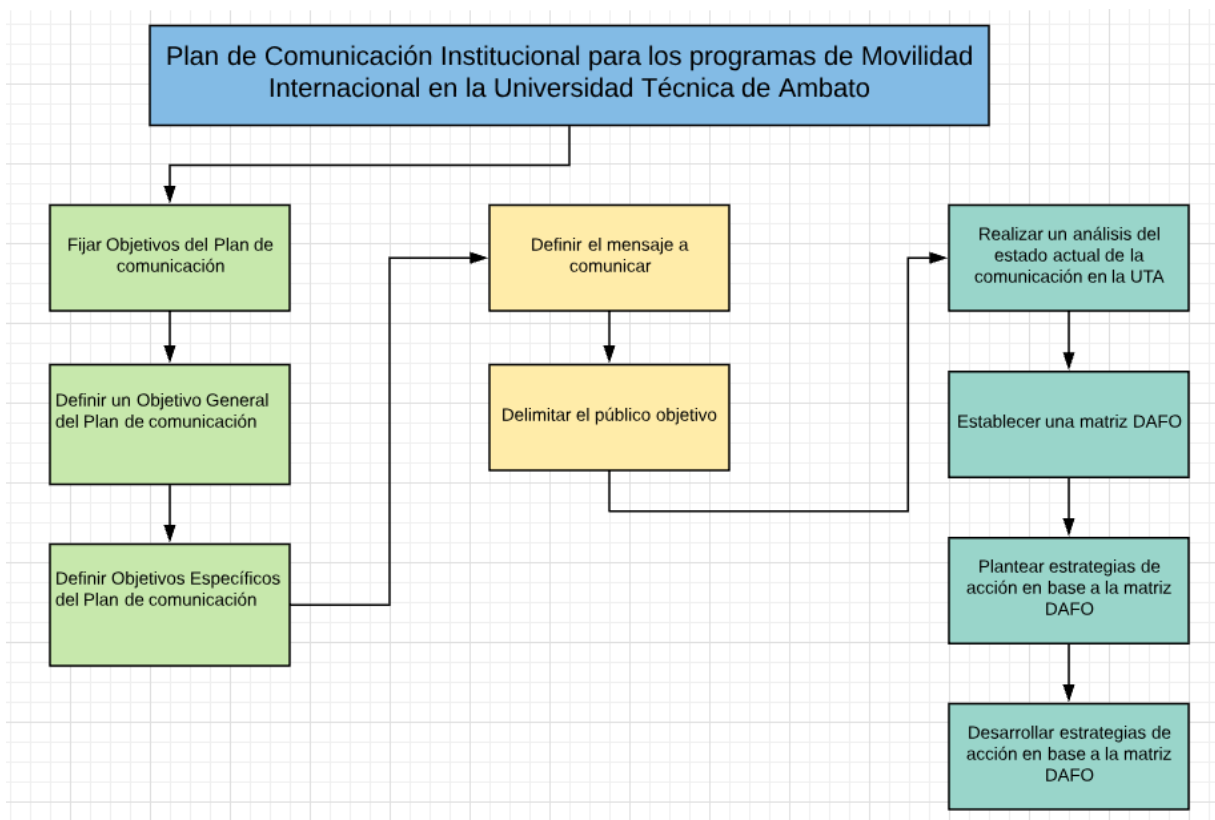 Plan de Comunicación Institucional para los programas de Movilidad
Internacional en la Universidad Técnica de Ambato
Fijar Objetivos del Plan de
comunicación
Definir un Objetivo General
del Plan de comunicación
Definir Objetivos Específicos
del Plan de comunicación
Definir el mensaje a
comunicar
Delimitar el público objetivo
Realizar un análisis del
estado actual de la
comunicación en la UTA
Establecer una matriz DAFO
Plantear estrategias de
acción en base a la matriz
DAFO
Desarrollar estrategias de
acción en base a la matriz
DAFO